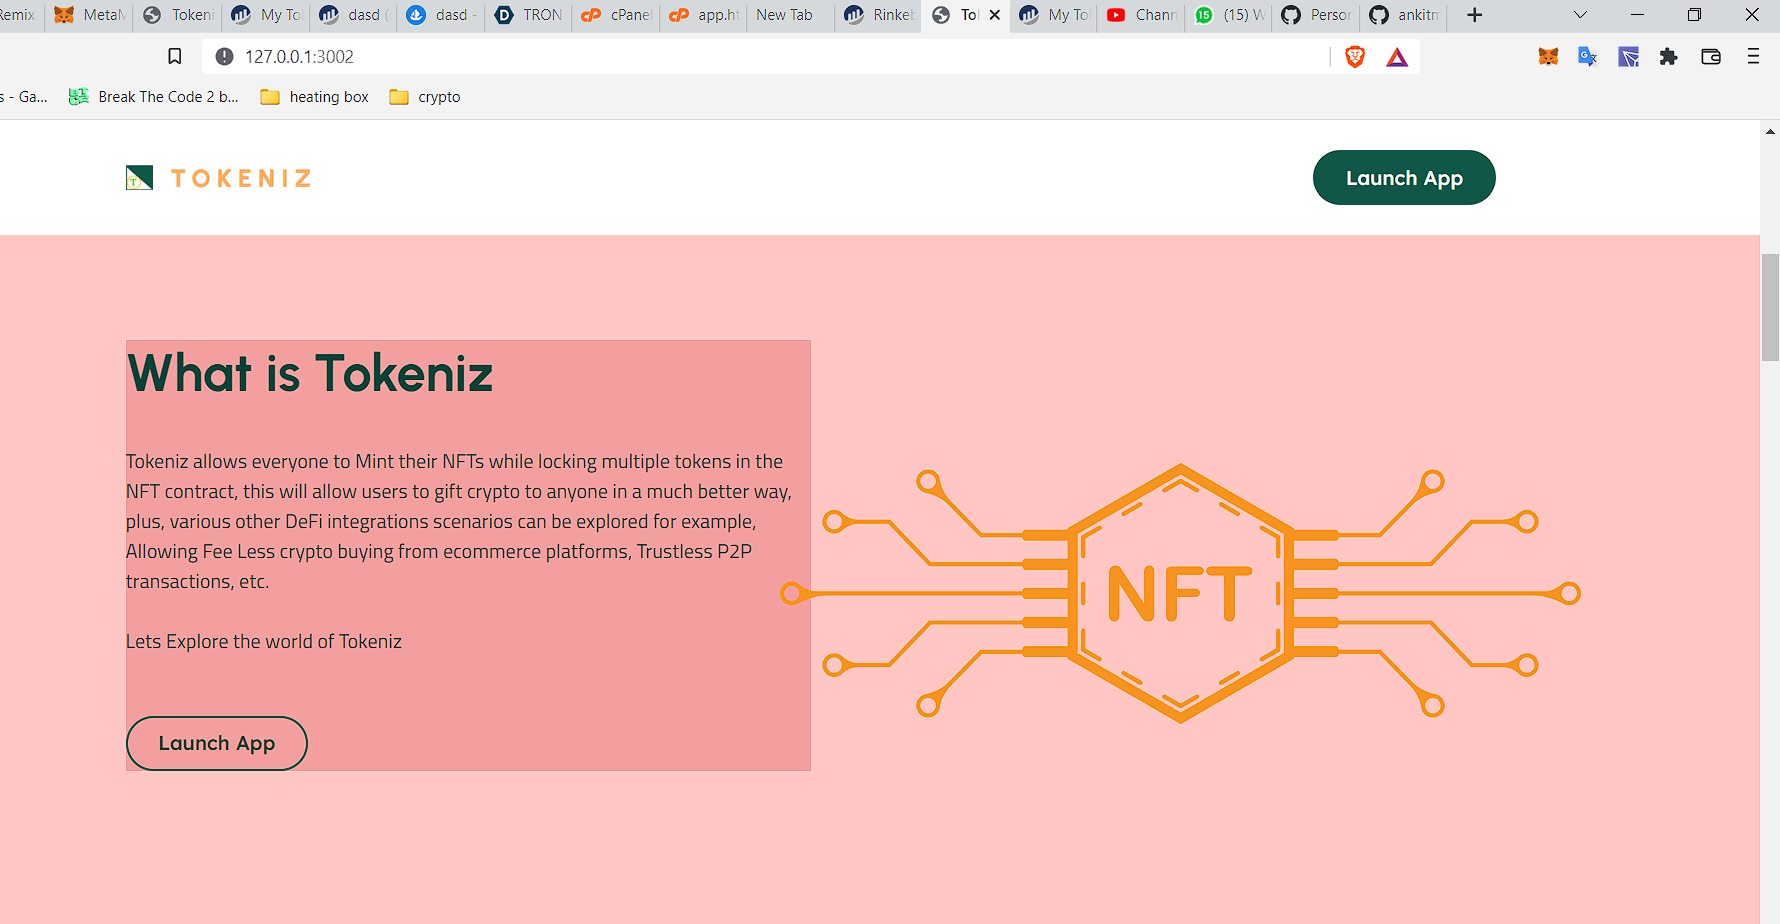 Remix MetaM Tokeni My To dasd ( dasd - TRON cPanel app.ht New Tab Rinkeb Tol My To Chann (15) W Person ankitm
127.0.0.1:3002
s - Ga... Break The Code 2 b... heating box crypto
TOKENIZ Launch App
What is Tokeniz
Tokeniz allows everyone to Mint their NFTs while locking multiple tokens in the
NFT contract, this will allow users to gift crypto to anyone in a much better way,
plus, various other DeFi integrations scenarios can be explored for example,
Allowing Fee Less crypto buying from ecommerce platforms, Trustless P2P
transactions, etc.
NFT
Lets Explore the world of Tokeniz
Launch App